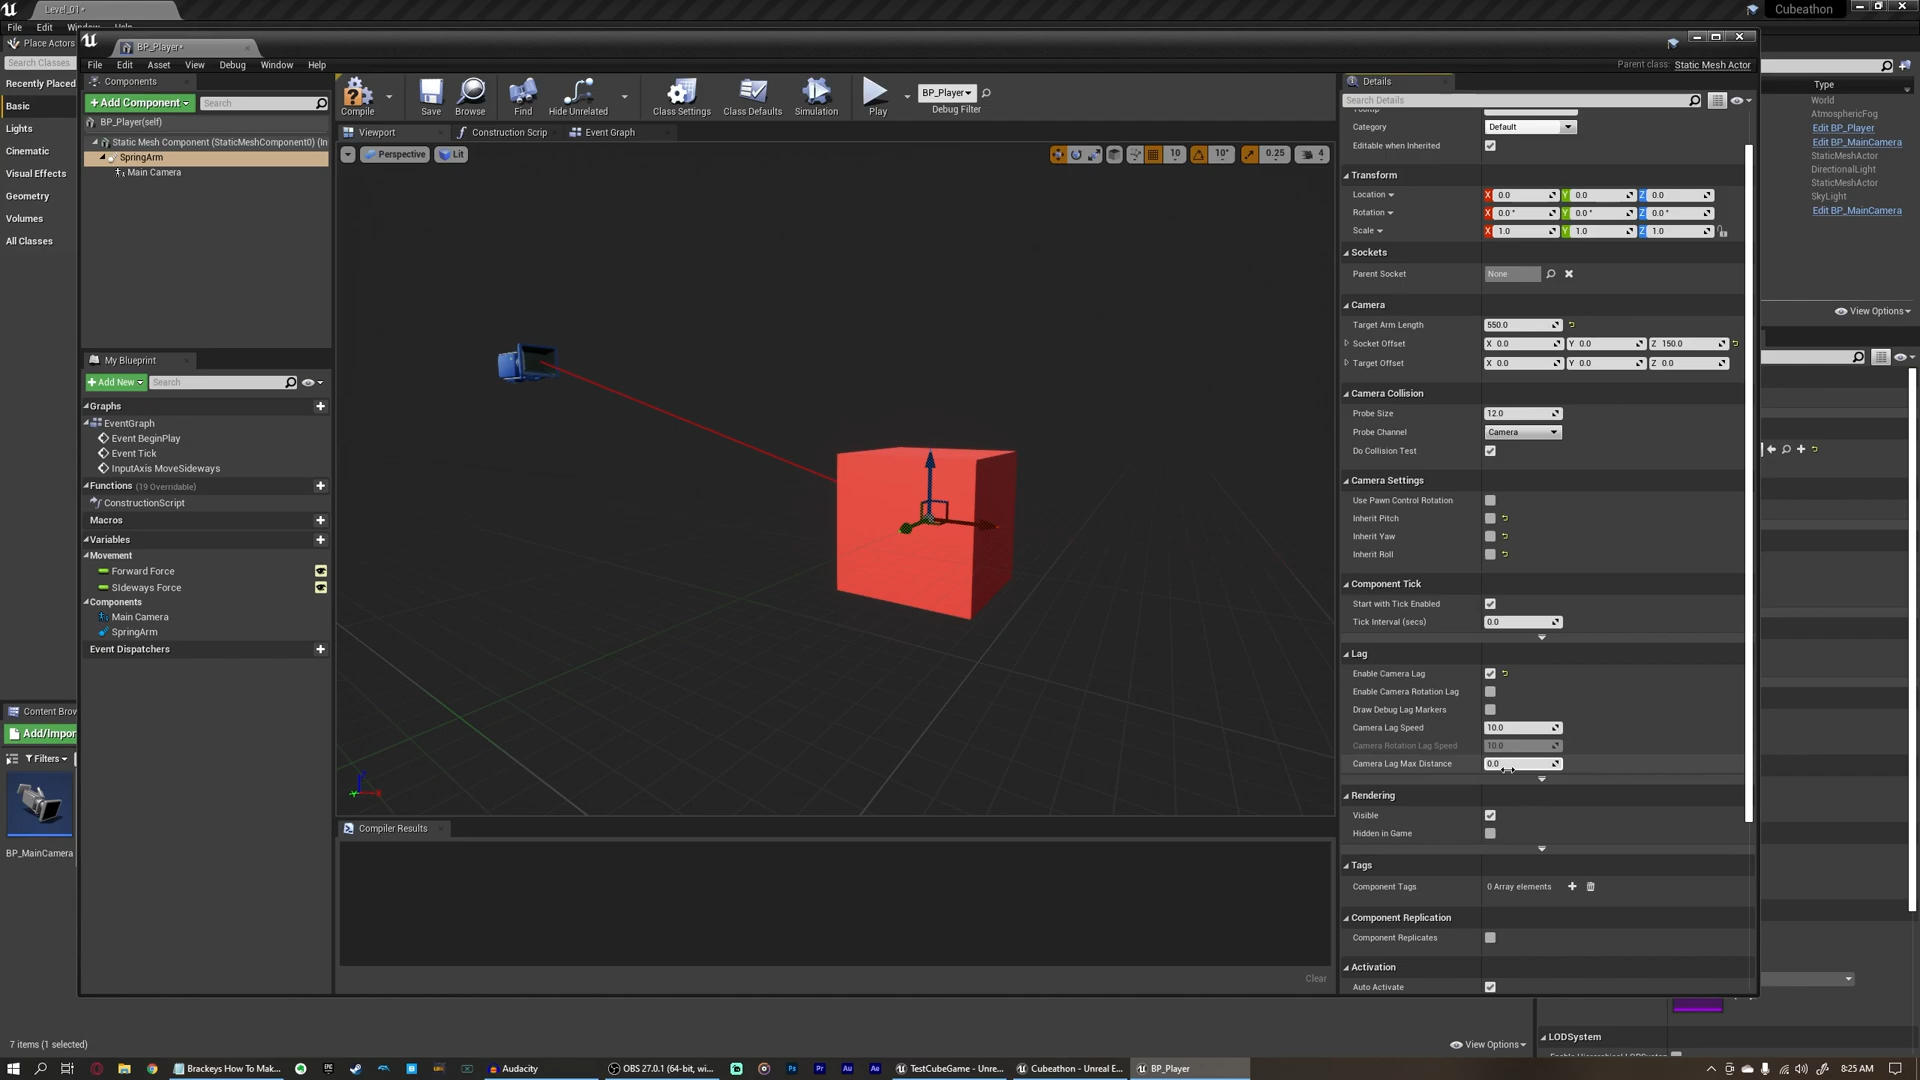 Level_01*
Cubeathon
File Edit Window Help
Place Actors
Search Classes
Recently Placed
Basic
Lights
Cinematic
Visual Effects
Geometry
Volumes
All Classes
BP_Player*
File Edit Asset View Debug Window Help
Parent class: Static Mesh Actor
Components
+Add Component
Search
BP_Player(self)
Static Mesh Component (StaticMeshComponent0) (In
SpringArm
Main Camera
My Blueprint
+Add New
Search
Graphs
EventGraph
Event BeginPlay
Event Tick
InputAxis MoveSideways
Functions (19 Overridable)
ConstructionScript
Macros
Variables
Movement
Forward Force
SIdeways Force
Components
Main Camera
SpringArm
Event Dispatchers
Compile
Save
Browse
Find
Hide Unrelated
Class Settings
Class Defaults
Simulation
Play
BP_Player
Debug Filter
Viewport
Construction Scrip
Event Graph
Perspective
Lit
10
10°
0.25
4
Compiler Results
Clear
Details
Search Details
Category Default
Editable when Inherited
Transform
Location X 0.0 Y 0.0 Z 0.0
Rotation X 0.0 ° Y 0.0 ° Z 0.0 °
Scale X 1.0 Y 1.0 Z 1.0
Sockets
Parent Socket None
Camera
Target Arm Length 550.0
Socket Offset X 0.0 Y 0.0 Z 150.0
Target Offset X 0.0 Y 0.0 Z 0.0
Camera Collision
Probe Size 12.0
Probe Channel Camera
Do Collision Test
Camera Settings
Use Pawn Control Rotation
Inherit Pitch
Inherit Yaw
Inherit Roll
Component Tick
Start with Tick Enabled
Tick Interval (secs) 0.0
Lag
Enable Camera Lag
Enable Camera Rotation Lag
Draw Debug Lag Markers
Camera Lag Speed 10.0
Camera Rotation Lag Speed 10.0
Camera Lag Max Distance 0.0
Rendering
Visible
Hidden in Game
Tags
Component Tags 0 Array elements
Component Replication
Component Replicates
Activation
Auto Activate
Type
World
AtmosphericFog
Edit BP_Player
Edit BP_MainCamera
StaticMeshActor
DirectionalLight
StaticMeshActor
SkyLight
Edit BP_MainCamera
View Options
Content Brow
Add/Impor
Filters
BP_MainCamera
7 items (1 selected)
View Options
LODSystem
Brackeys How To Mak...
Audacity
OBS 27.0.1 (64-bit, wi...
TestCubeGame - Unre...
Cubeathon - Unreal E...
BP_Player
8:25 AM